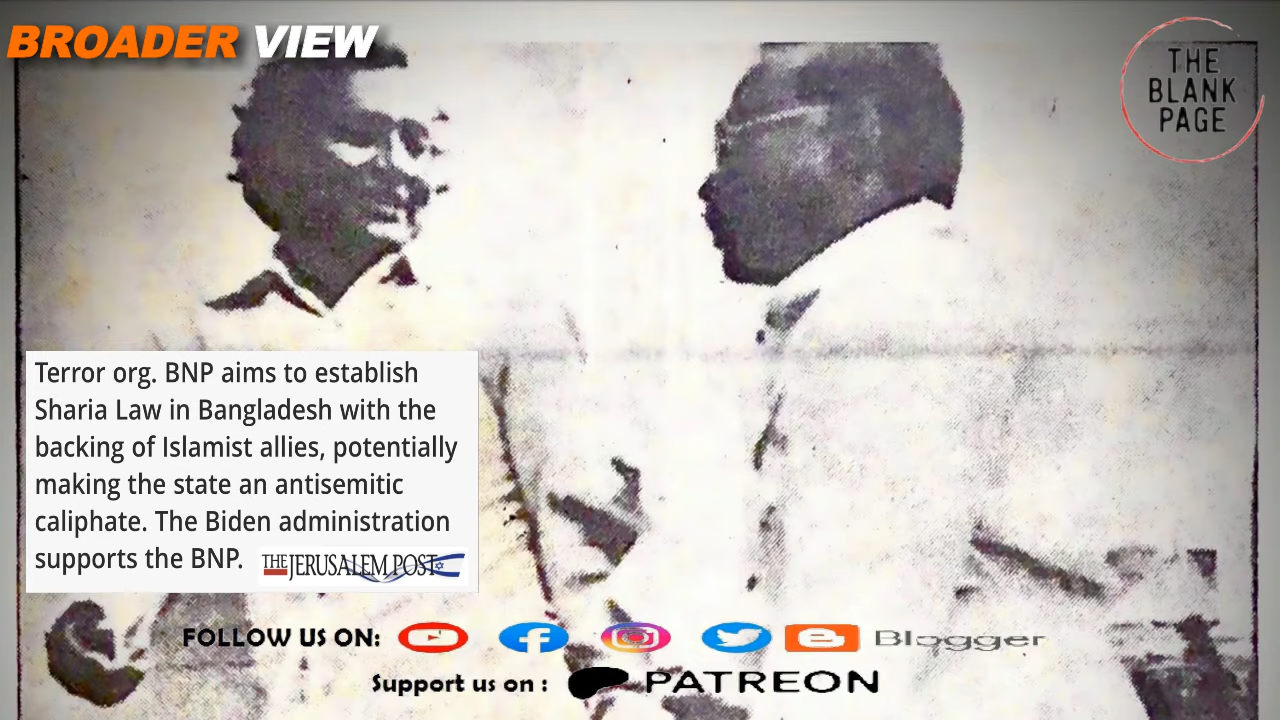 BROADER VIEW
THE
BLANK
PAGE
Terror org. BNP aims to establish
Sharia Law in Bangladesh with the
backing of Islamist allies, potentially
making the state an antisemitic
caliphate. The Biden administration
supports the BNP. THE JERUSALEM POST
FOLLOW US ON: Blogger
Support us on : PATREON